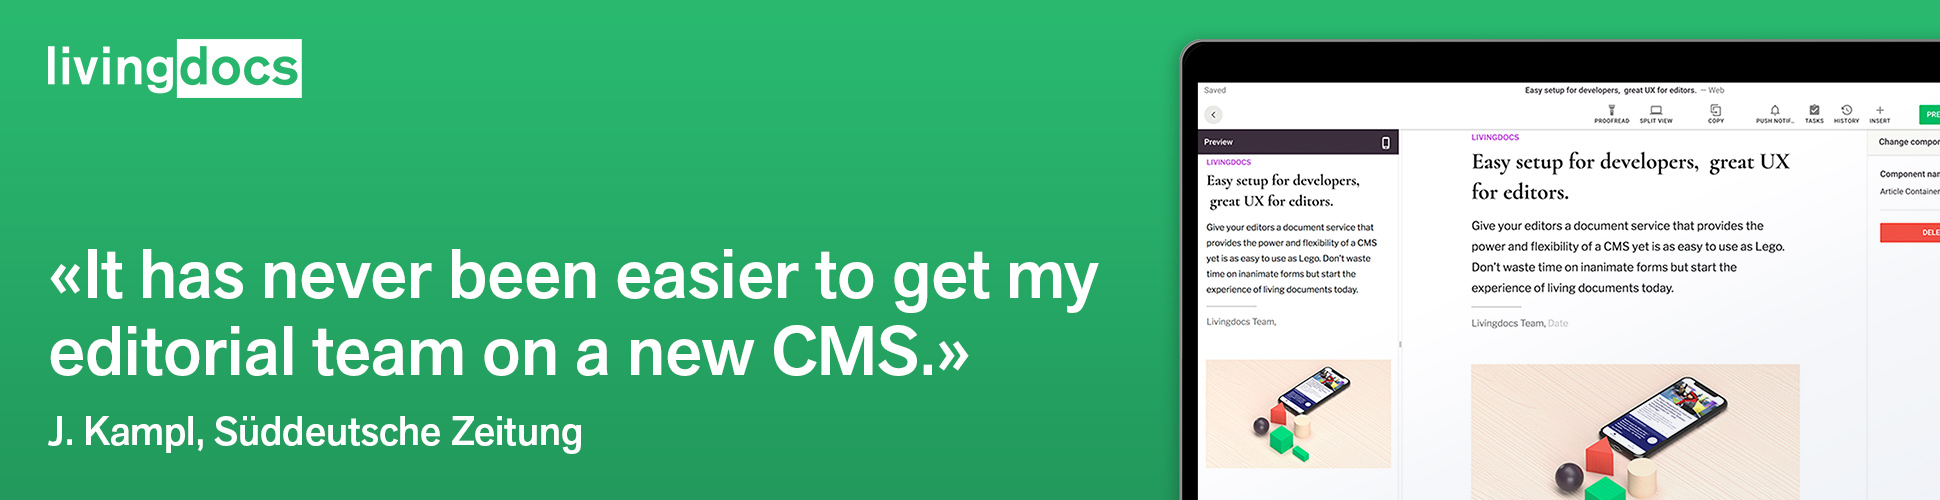 livingdocs
«It has never been easier to get my
editorial team on a new CMS.»
J. Kampl, Süddeutsche Zeitung
Saved
Easy setup for developers, great UX for editors. — Web
PROOFREAD
SPLIT VIEW
COPY
PUSH NOTIF...
TASKS
HISTORY
INSERT
PRE
Preview
LIVINGDOCS
Easy setup for developers,
great UX for editors.
Give your editors a document service that
provides the power and flexibility of a CMS
yet is as easy to use as Lego. Don't waste
time on inanimate forms but start the
experience of living documents today.
Livingdocs Team,
LIVINGDOCS
Easy setup for developers, great UX
for editors.
Give your editors a document service that provides the
power and flexibility of a CMS yet is as easy to use as Lego.
Don't waste time on inanimate forms but start the
experience of living documents today.
Livingdocs Team, Date
Change compor
Component nam
Article Container
DELE